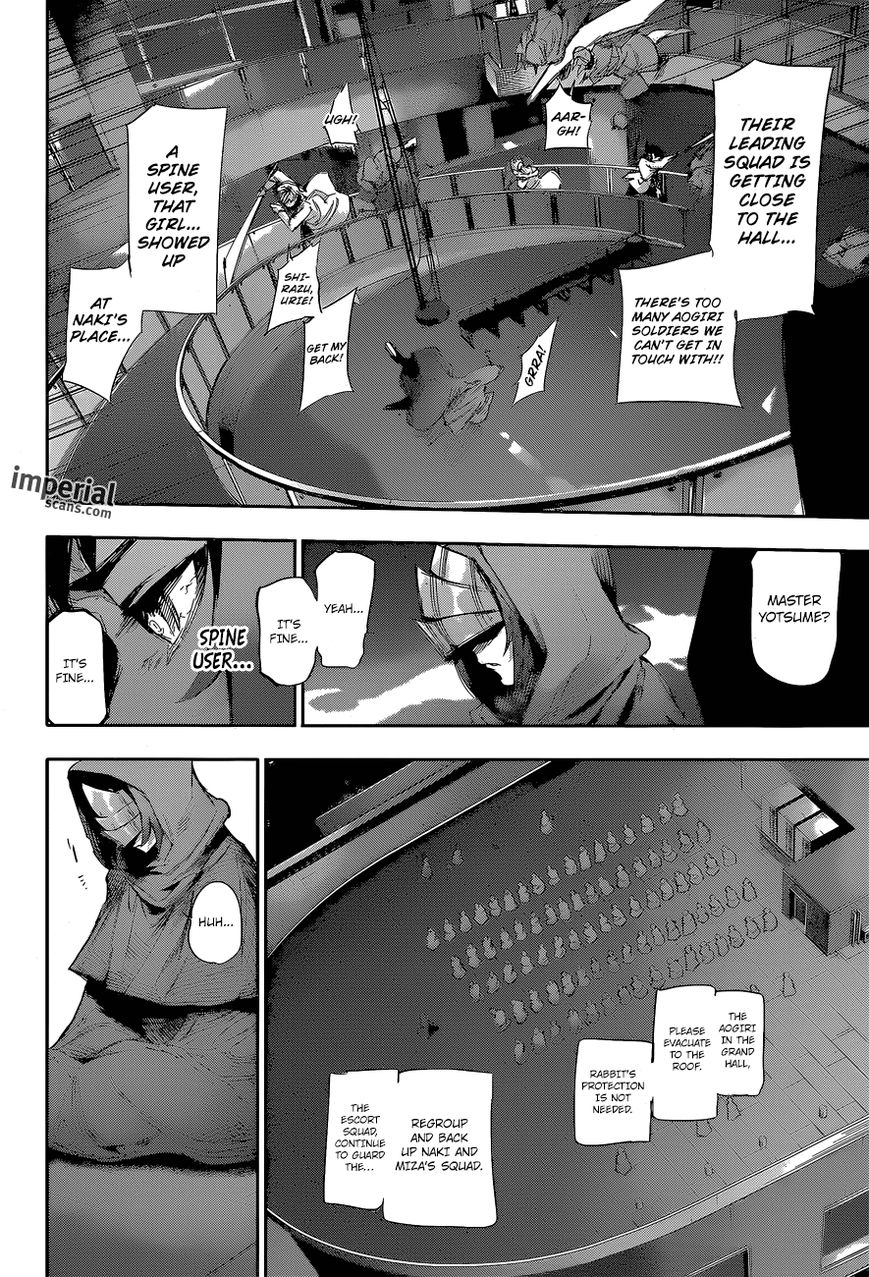 THEIR
LEADING
SQUAD IS
GETTING
CLOSE
TO THE
HALL...
THERE'S TOO
MANY AOGIRI
SOLDIERS WE
CAN'T GET IN
TOUCH WITH!!
AAR-
GH!
UGH!
A
SPINE
USER,
THAT
GIRL...
SHOWED
UP
AT
NAKI'S
PLACE...
SHI-
RAZU,
URIE!
GET MY
BACK!
GRRA!
imperial
scans.com
MASTER
YOTSUME?
YEAH...
IT'S
FINE...
SPINE
USER...
IT'S
FINE...
THE
AOGIRI
IN THE
GRAND
HALL,
PLEASE
EVACUATE
TO THE
ROOF.
RABBIT'S
PROTECTION
IS NOT
NEEDED.
REGROUP
AND BACK
UP NAKI AND
MIZA'S SQUAD.
THE
ESCORT
SQUAD,
CONTINUE
TO GUARD
THE...
HUH...